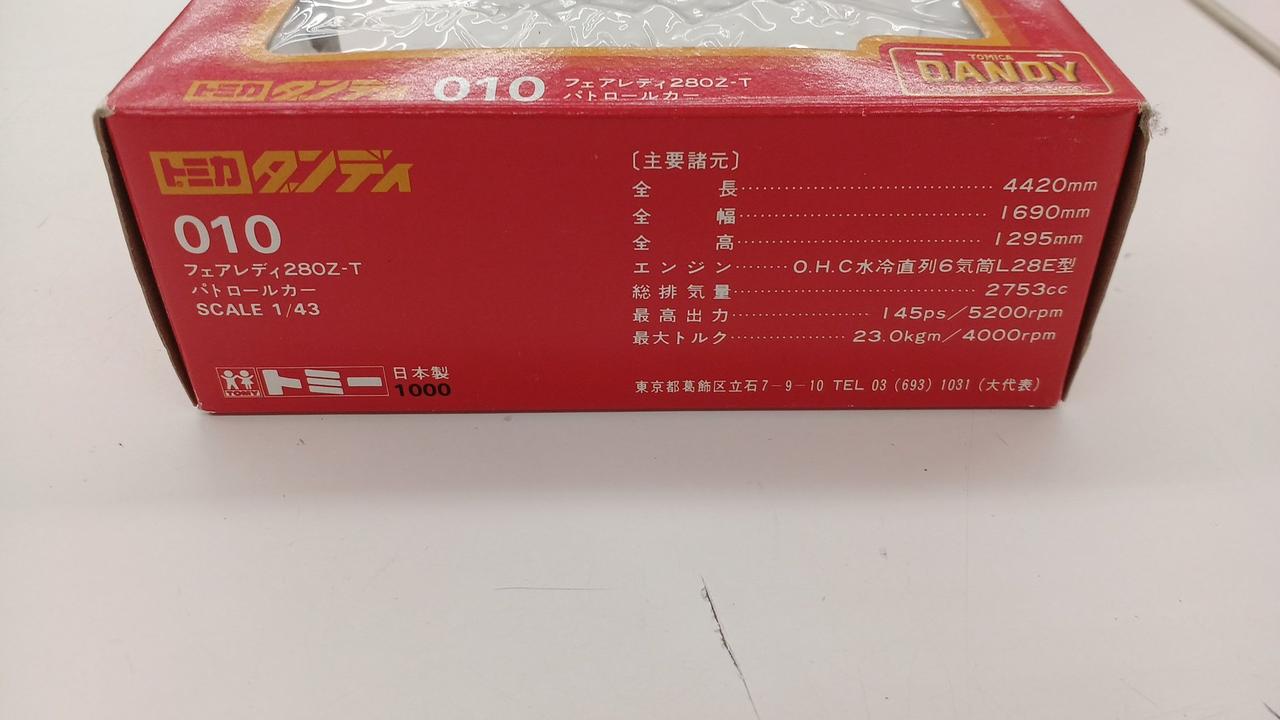 トミカ ダンディ 010 フェアレディ280Z-T
パトロールカー
TOMICA
DANDY
トミカ ダンディ
010
フェアレディ280Z-T
パトロールカー
SCALE 1/43
TOMY トミー 日本製
1000
〔主要諸元〕
全長 4420mm
全幅 1690mm
全高 1295mm
エンジン O.H.C水冷直列6気筒L28E型
総排気量 2753cc
最高出力 145ps/5200rpm
最大トルク 23.0kgm/4000rpm
東京都葛飾区立石7-9-10 TEL 03 (693) 1031 (大代表)